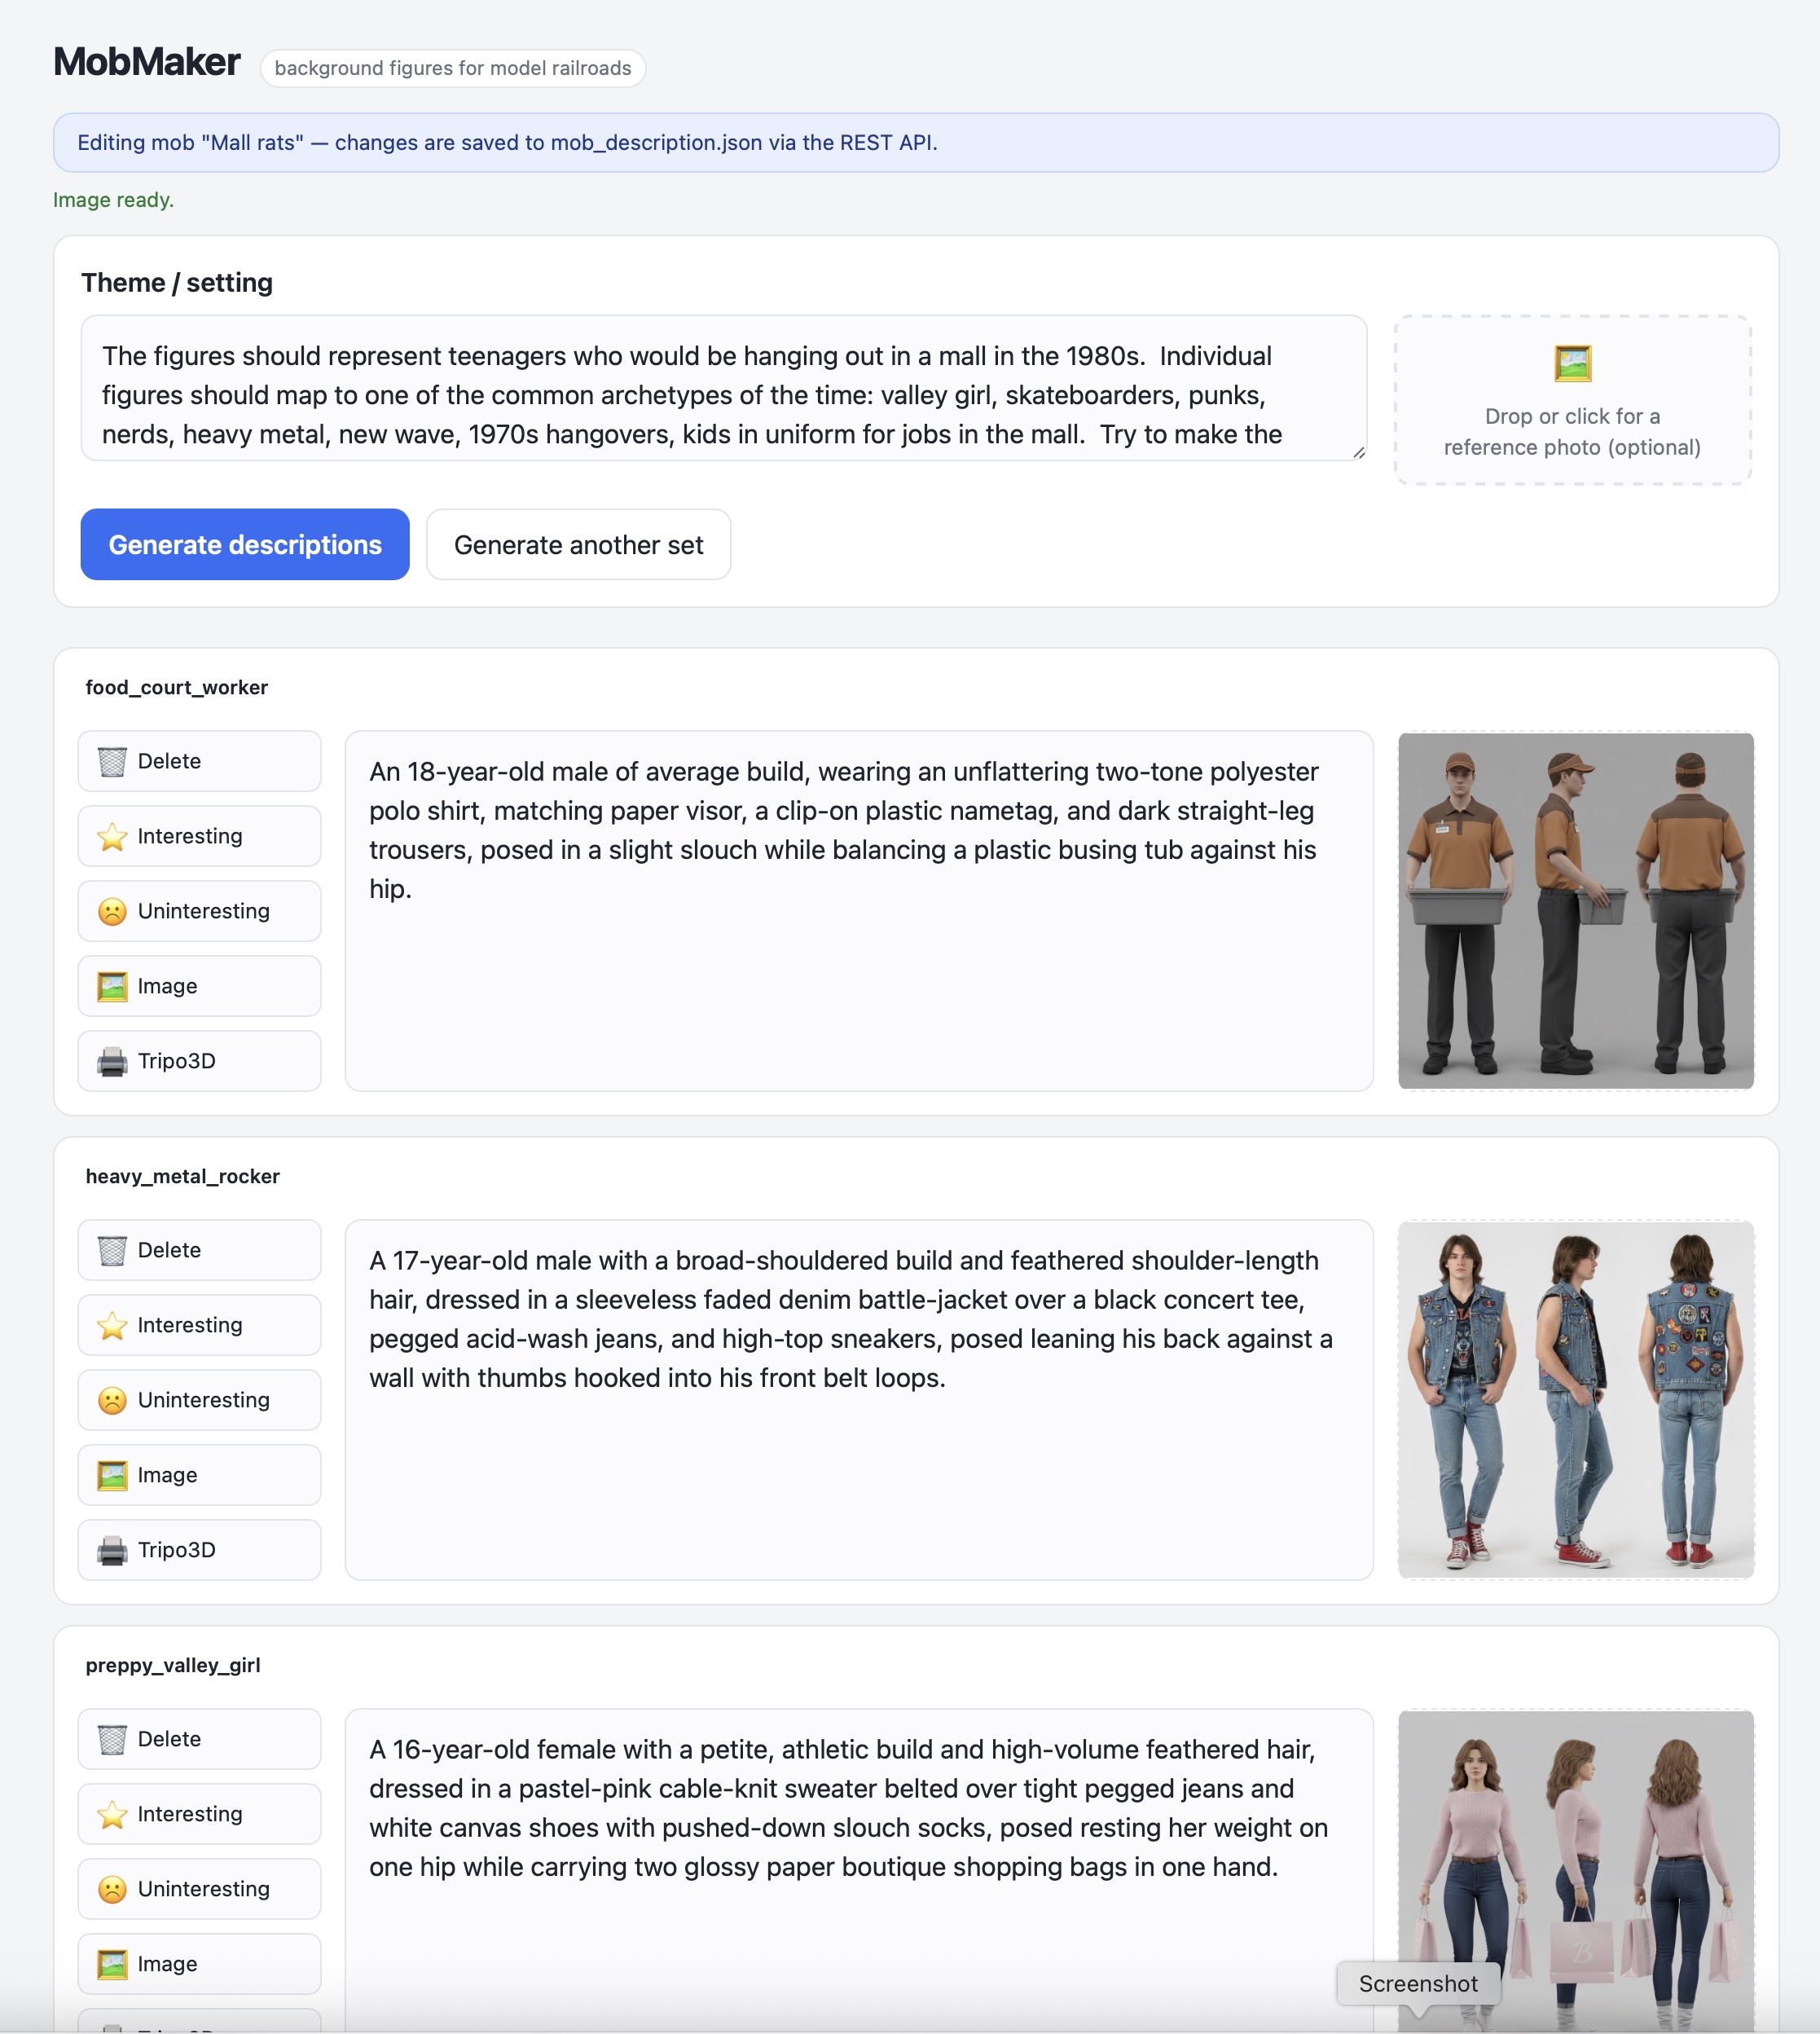 MobMaker
background figures for model railroads
Editing mob "Mall rats" — changes are saved to mob_description.json via the REST API.
Image ready.
Theme / setting
The figures should represent teenagers who would be hanging out in a mall in the 1980s.  Individual
figures should map to one of the common archetypes of the time: valley girl, skateboarders, punks,
nerds, heavy metal, new wave, 1970s hangovers, kids in uniform for jobs in the mall.  Try to make the
Drop or click for a
reference photo (optional)
Generate descriptions
Generate another set
food_court_worker
Delete
Interesting
Uninteresting
Image
Tripo3D
An 18-year-old male of average build, wearing an unflattering two-tone polyester
polo shirt, matching paper visor, a clip-on plastic nametag, and dark straight-leg
trousers, posed in a slight slouch while balancing a plastic busing tub against his
hip.
heavy_metal_rocker
Delete
Interesting
Uninteresting
Image
Tripo3D
A 17-year-old male with a broad-shouldered build and feathered shoulder-length
hair, dressed in a sleeveless faded denim battle-jacket over a black concert tee,
pegged acid-wash jeans, and high-top sneakers, posed leaning his back against a
wall with thumbs hooked into his front belt loops.
preppy_valley_girl
Delete
Interesting
Uninteresting
Image
A 16-year-old female with a petite, athletic build and high-volume feathered hair,
dressed in a pastel-pink cable-knit sweater belted over tight pegged jeans and
white canvas shoes with pushed-down slouch socks, posed resting her weight on
one hip while carrying two glossy paper boutique shopping bags in one hand.
B
Screenshot